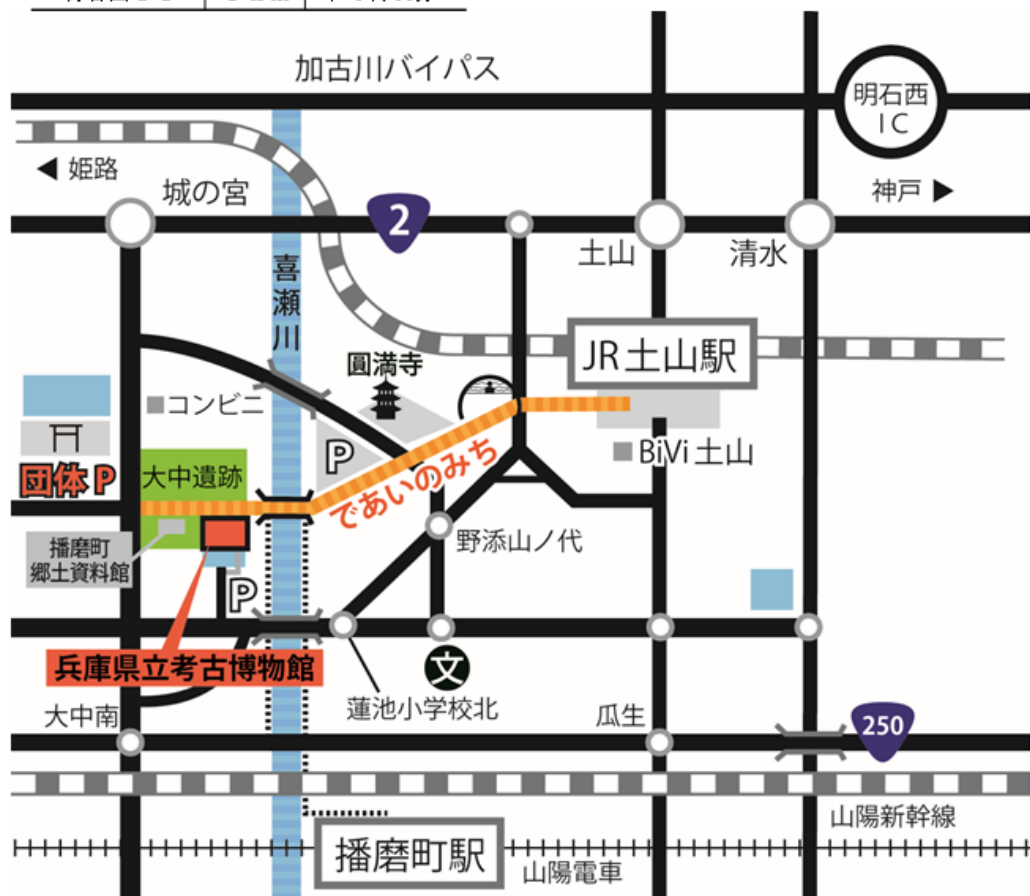 加古川バイパス
明石西
IC
姫路
神戸
城の宮
2
土山
清水
喜瀬川
JR土山駅
圓満寺
コンビニ
BiVi土山
P
団体P
大中遺跡
であいのみち
野添山ノ代
播磨町
郷土資料館
P
兵庫県立考古博物館
文
蓮池小学校北
大中南
瓜生
250
山陽新幹線
播磨町駅
山陽電車